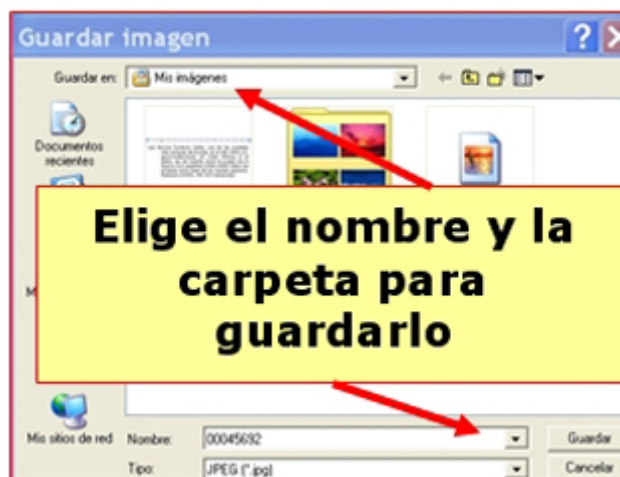 Guardar imagen
Guardar en: Mis imágenes
Documentos
recientes
Elige el nombre y la
carpeta para
guardarlo
Mis sitios de red
Nombre: 00045692
Guardar
Tipo: JPEG (*.jpg)
Cancelar